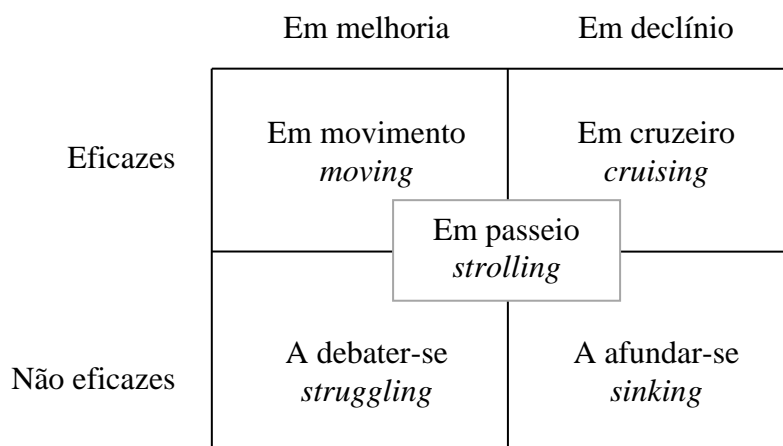 Em melhoria
Em declínio
Eficazes
Em movimento
moving
Em cruzeiro
cruising
Em passeio
strolling
Não eficazes
A debater-se
struggling
A afundar-se
sinking